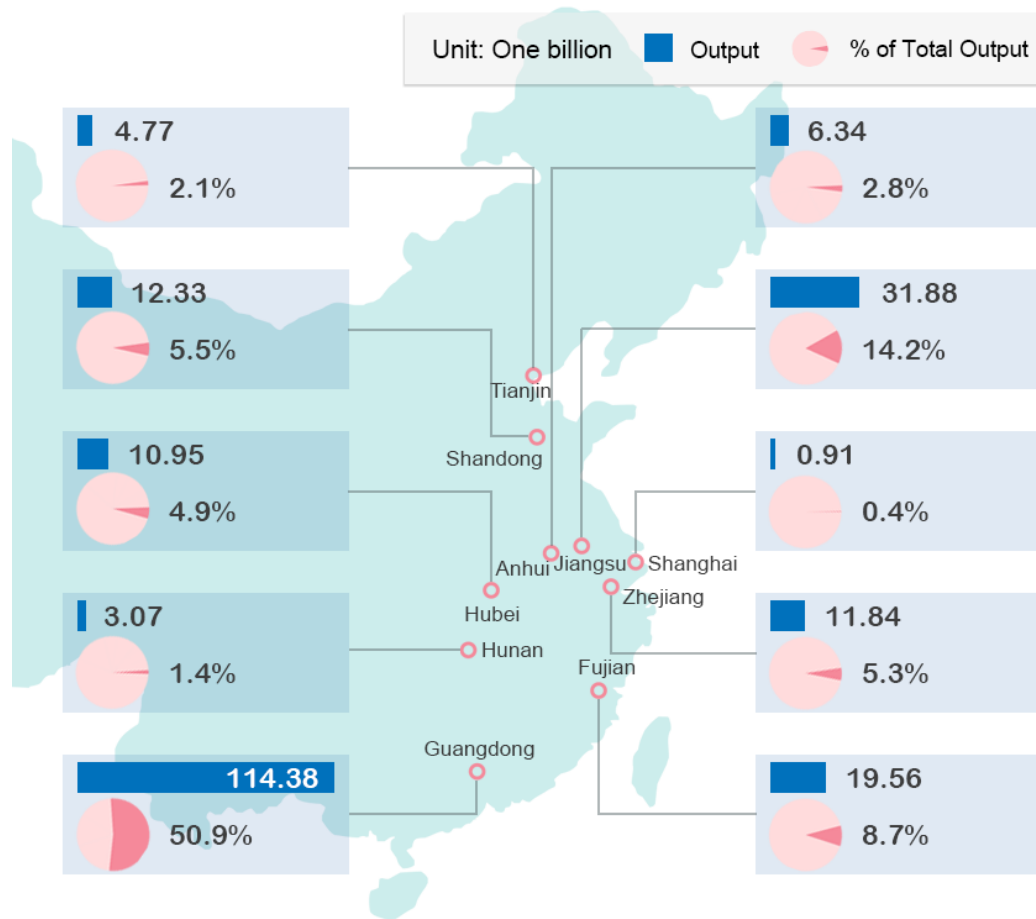 Unit: One billion Output % of Total Output
4.77
2.1%
6.34
2.8%
12.33
5.5%
31.88
14.2%
10.95
4.9%
0.91
0.4%
3.07
1.4%
11.84
5.3%
114.38
50.9%
19.56
8.7%
Tianjin
Shandong
Anhui
Jiangsu
Shanghai
Zhejiang
Hubei
Hunan
Fujian
Guangdong